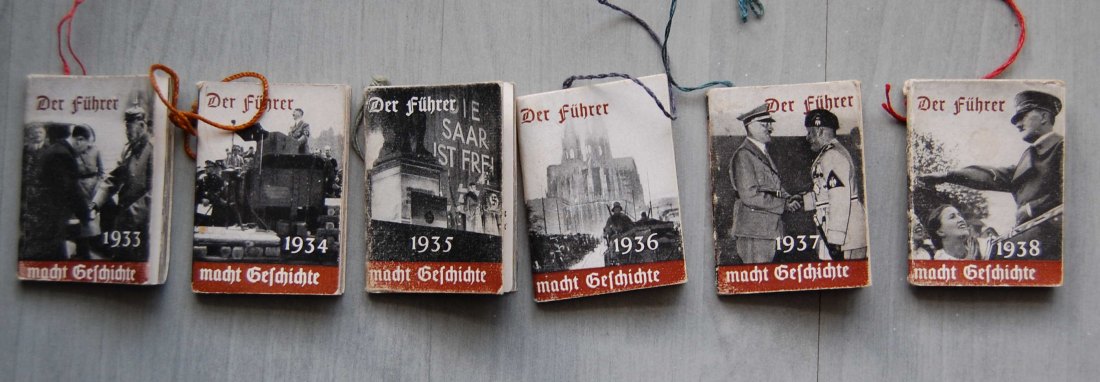 Der Führer
1933
macht Geschichte
Der Führer
1934
macht Geschichte
Der Führer
IE
SAAR
IST FREI
1935
macht Geschichte
Der Führer
1936
macht Geschichte
Der Führer
1937
macht Geschichte
Der Führer
1938
macht Geschichte